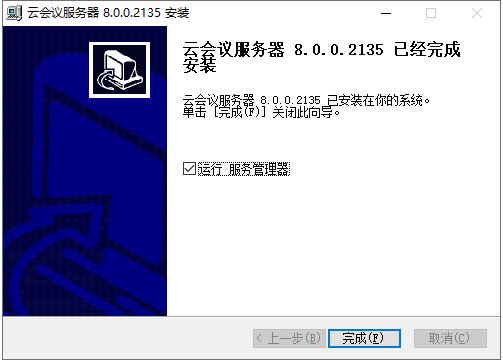 云会议服务器 8.0.0.2135 安装
云会议服务器 8.0.0.2135 已经完成
安装
云会议服务器 8.0.0.2135 已安装在你的系统。
单击 [完成(F)] 关闭此向导。
运行 服务管理器
< 上一步(B)
完成(F)
取消(C)